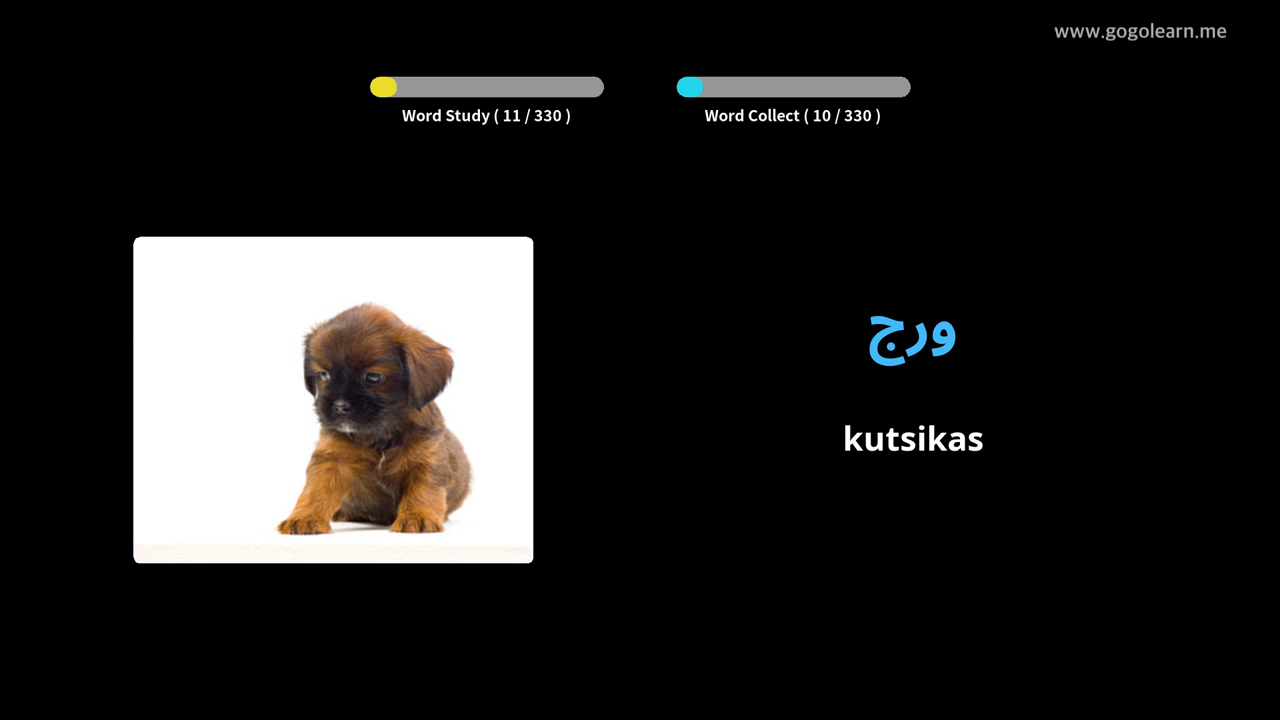 www.gogolearn.me
Word Study ( 11 / 330 )
Word Collect ( 10 / 330 )
ورج
kutsikas